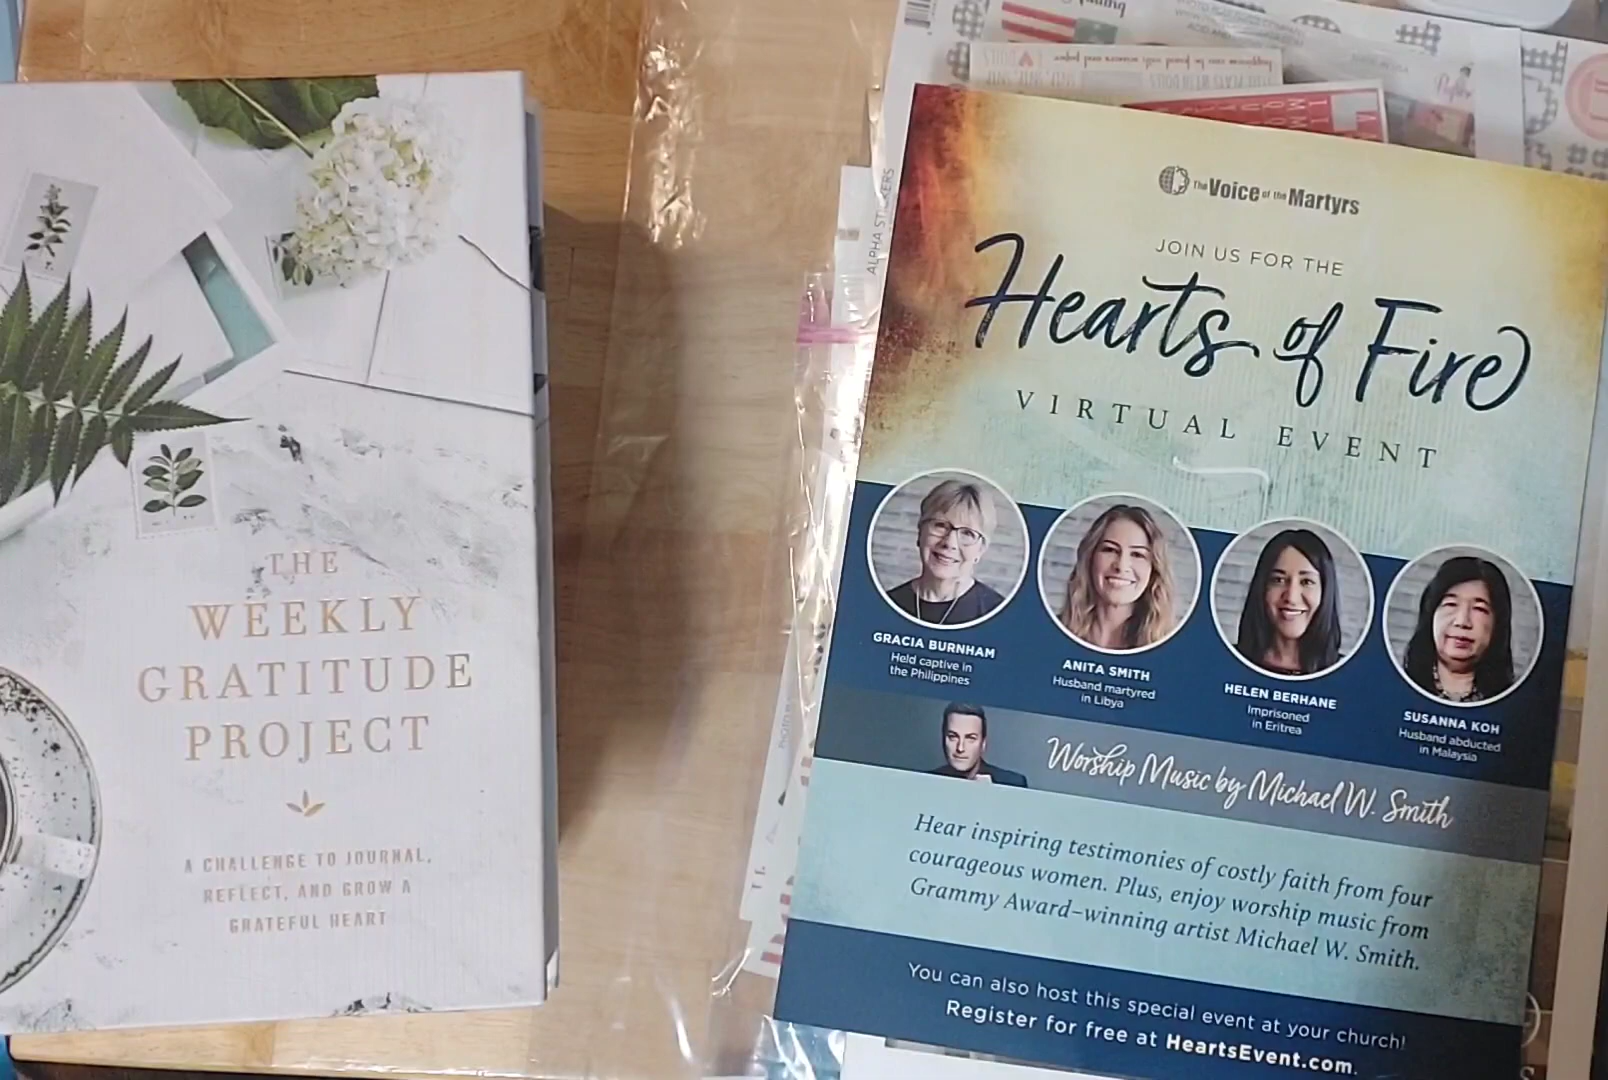 THE
WEEKLY
GRATITUDE
PROJECT
A CHALLENGE TO JOURNAL,
REFLECT, AND GROW A
GRATEFUL HEART
ALPHA STICKERS
The Voice of the Martyrs
JOIN US FOR THE
Hearts of Fire
VIRTUAL EVENT
GRACIA BURNHAM
Held captive in
the Philippines
ANITA SMITH
Husband martyred
in Libya
HELEN BERHANE
Imprisoned
in Eritrea
SUSANNA KOH
Husband abducted
in Malaysia
Worship Music by Michael W. Smith
Hear inspiring testimonies of costly faith from four
courageous women. Plus, enjoy worship music from
Grammy Award–winning artist Michael W. Smith.
You can also host this special event at your church!
Register for free at HeartsEvent.com.